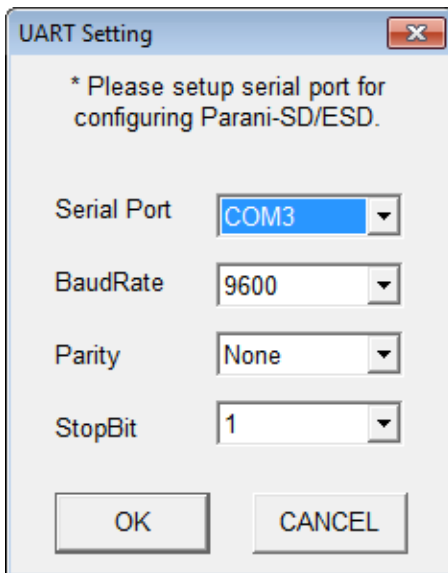 UART Setting
* Please setup serial port for
configuring Parani-SD/ESD.
Serial Port COM3
BaudRate 9600
Parity None
StopBit 1
OK CANCEL